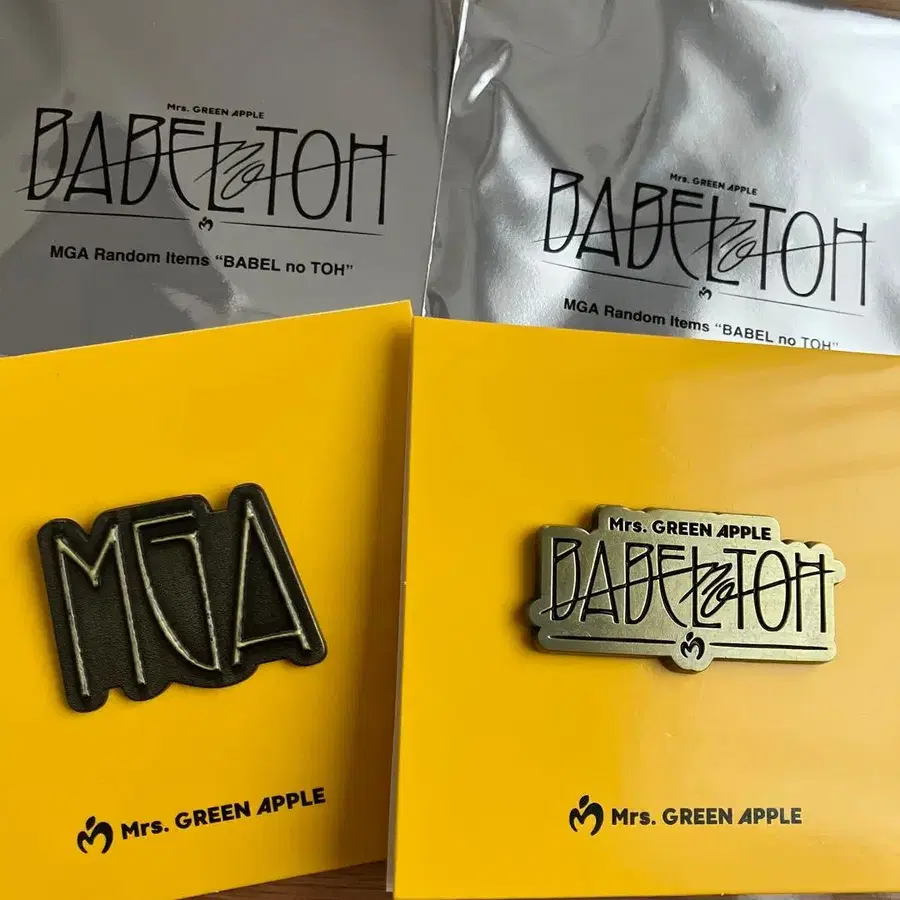 Mrs. GREEN APPLE
BABEL no TOH
MGA Random Items “BABEL no TOH”
Mrs. GREEN APPLE
BABEL no TOH
MGA Random Items “BABEL no TOH”
MGA
Mrs. GREEN APPLE
Mrs. GREEN APPLE
BABEL no TOH
Mrs. GREEN APPLE